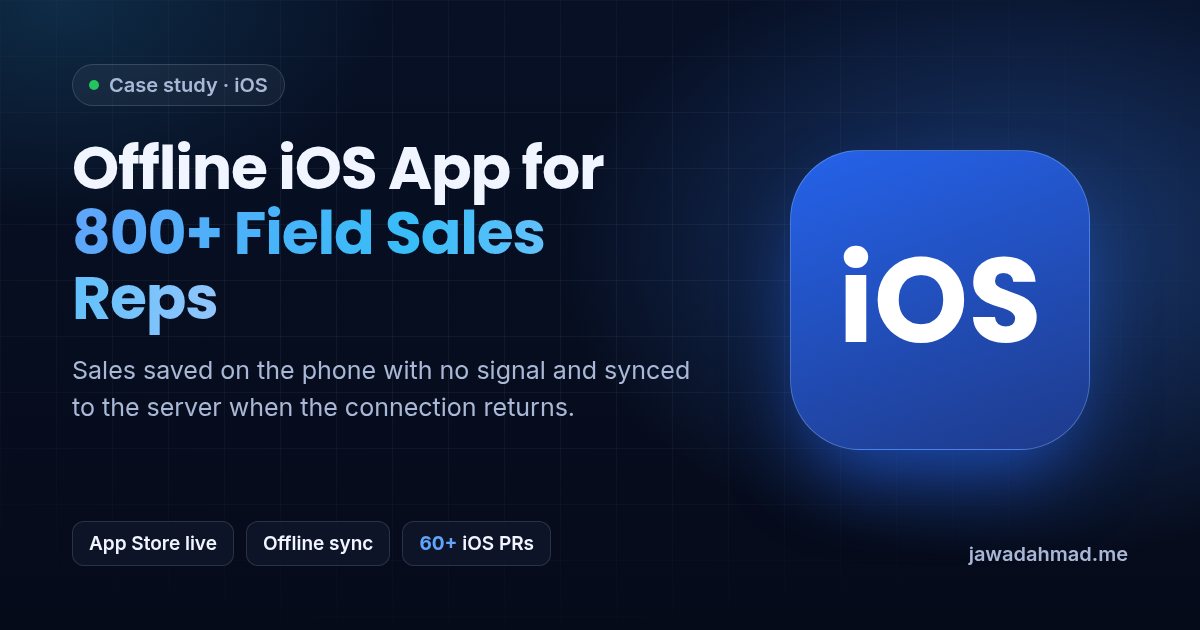 Case study · iOS
Offline iOS App for
800+ Field Sales
Reps
Sales saved on the phone with no signal and synced
to the server when the connection returns.
iOS
App Store live
Offline sync
60+ iOS PRs
jawadahmad.me